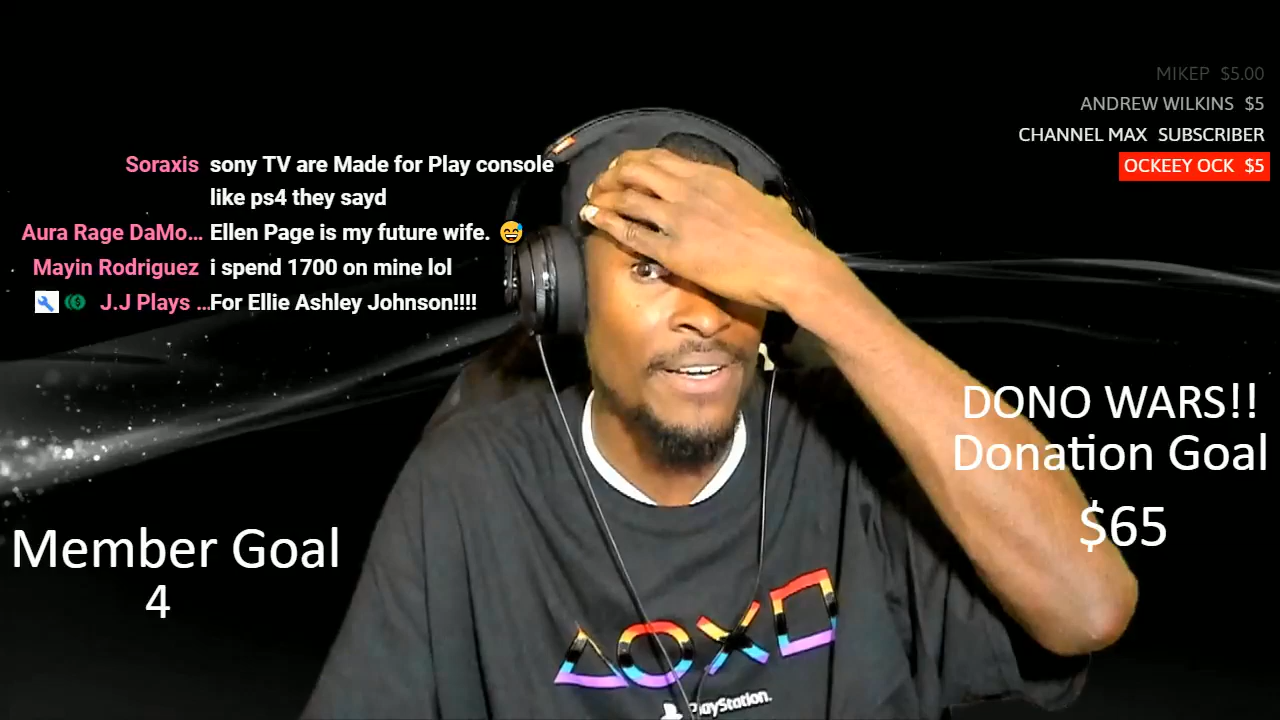 MIKEP $5.00
ANDREW WILKINS $5
CHANNEL MAX SUBSCRIBER
OCKEEY OCK $5
Soraxis sony TV are Made for Play console
like ps4 they sayd
Aura Rage DaMo... Ellen Page is my future wife. 😅
Mayin Rodriguez i spend 1700 on mine lol
J.J Plays ... For Ellie Ashley Johnson!!!!
DONO WARS!!
Donation Goal
$65
Member Goal
4
PlayStation.